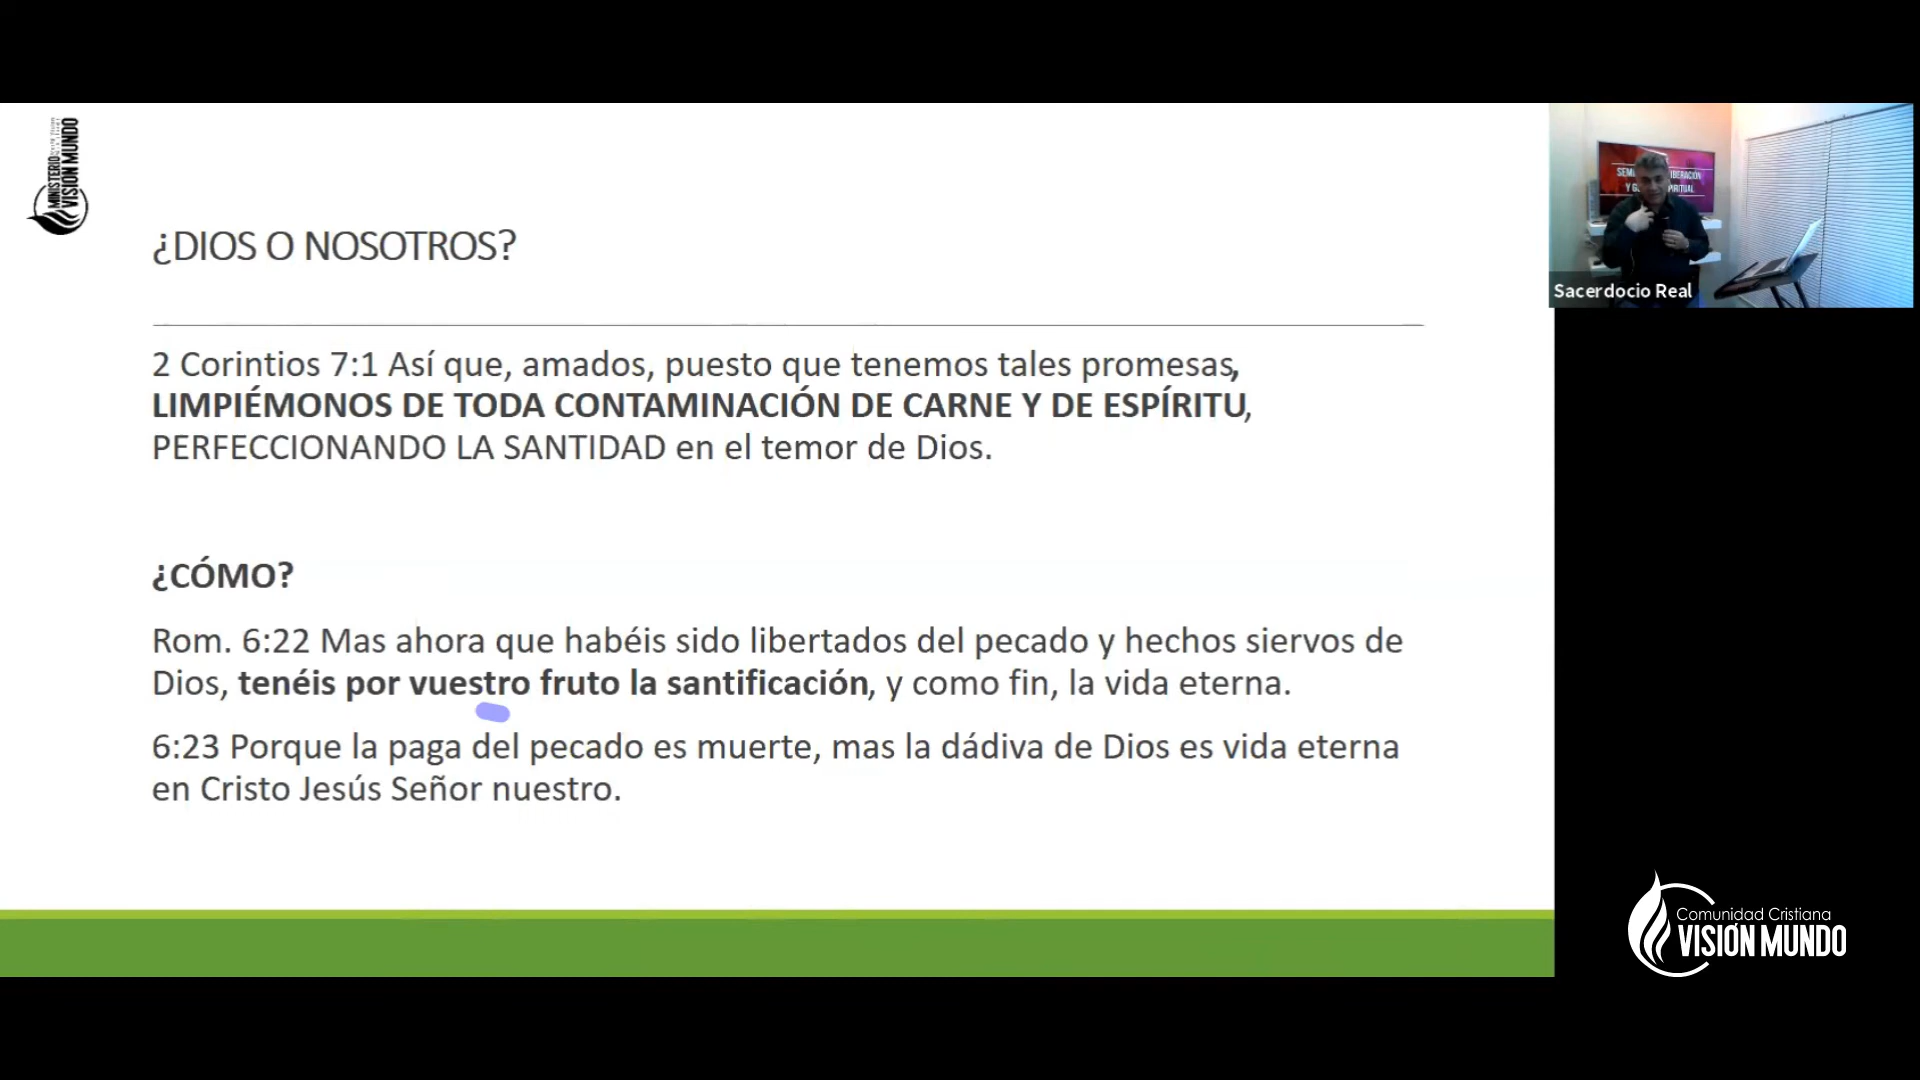 MINISTERIO
VISIÓN MUNDO
¿DIOS O NOSOTROS?
2 Corintios 7:1 Así que, amados, puesto que tenemos tales promesas,
LIMPIÉMONOS DE TODA CONTAMINACIÓN DE CARNE Y DE ESPÍRITU,
PERFECCIONANDO LA SANTIDAD en el temor de Dios.
¿CÓMO?
Rom. 6:22 Mas ahora que habéis sido libertados del pecado y hechos siervos de
Dios, tenéis por vuestro fruto la santificación, y como fin, la vida eterna.
6:23 Porque la paga del pecado es muerte, mas la dádiva de Dios es vida eterna
en Cristo Jesús Señor nuestro.
Sacerdocio Real
Comunidad Cristiana
VISIÓN MUNDO